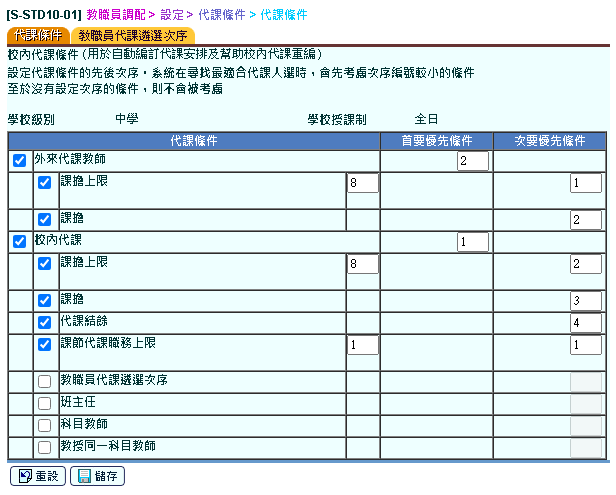 [S-STD10-01] 教職員調配 > 設定 > 代課條件 > 代課條件
代課條件 教職員代課遴選次序
校內代課條件 (用於自動編訂代課安排及幫助校內代課重編)
設定代課條件的先後次序。系統在尋找最適合代課人選時，會先考慮次序編號較小的條件
至於沒有設定次序的條件，則不會被考慮
學校級別 中學 學校授課制 全日
代課條件 首要優先條件 次要優先條件
外來代課教師 2
課擔上限 8 1
課擔 2
校內代課 1
課擔上限 8 2
課擔 3
代課結餘 4
課節代課職務上限 1 1
教職員代課遴選次序
班主任
科目教師
教授同一科目教師
重設 儲存